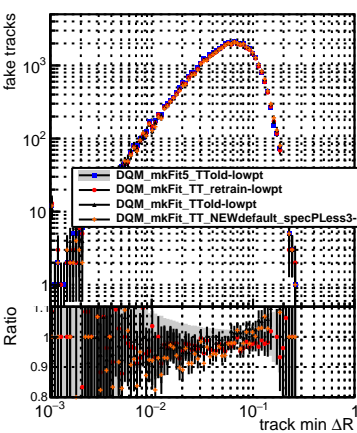 fake tracks
10³
10²
10
1
DQM_mkFit5_TTold-lowpt
DQM_mkFit_TT_retrain-lowpt
DQM_mkFit_TTold-lowpt
DQM_mkFit_TT_NEWdefault_specPLess3-
Ratio
1.1
1
0.9
0.8
10⁻³ 10⁻² 10⁻¹ 1
track min ΔR